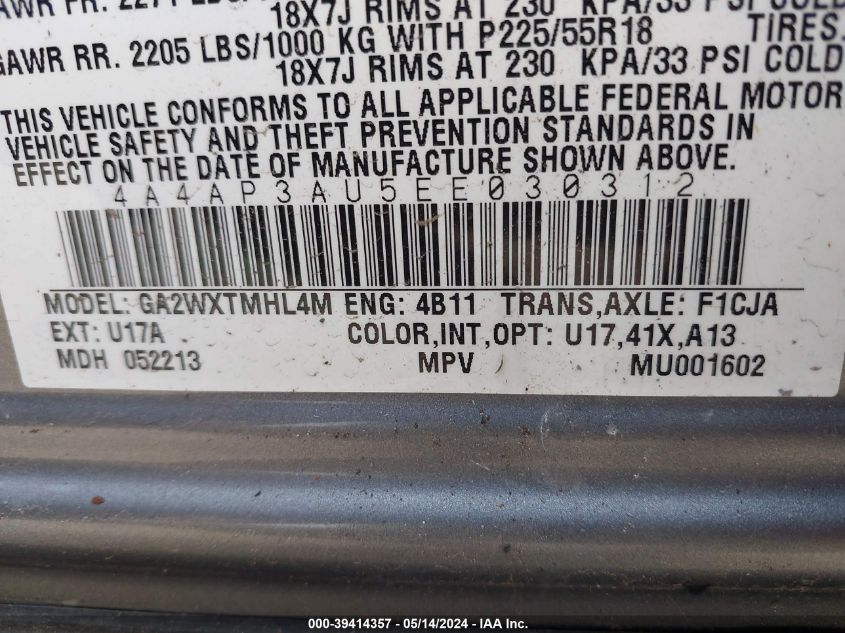 GAWR FR. 2271 LBS/
18X7J RIMS AT 230 KPA/33 PSI COLD
GAWR RR. 2205 LBS/1000 KG WITH P225/55R18 TIRES,
18X7J RIMS AT 230 KPA/33 PSI COLD
THIS VEHICLE CONFORMS TO ALL APPLICABLE FEDERAL MOTOR
VEHICLE SAFETY AND THEFT PREVENTION STANDARDS IN
EFFECT ON THE DATE OF MANUFACTURE SHOWN ABOVE.
4A4AP3AU5EE030312
MODEL: GA2WXTMHL4M ENG: 4B11 TRANS,AXLE: F1CJA
EXT: U17A COLOR,INT,OPT: U17,41X,A13
MDH 052213 MPV MU001602
000-39414357 - 05/14/2024 - IAA Inc.